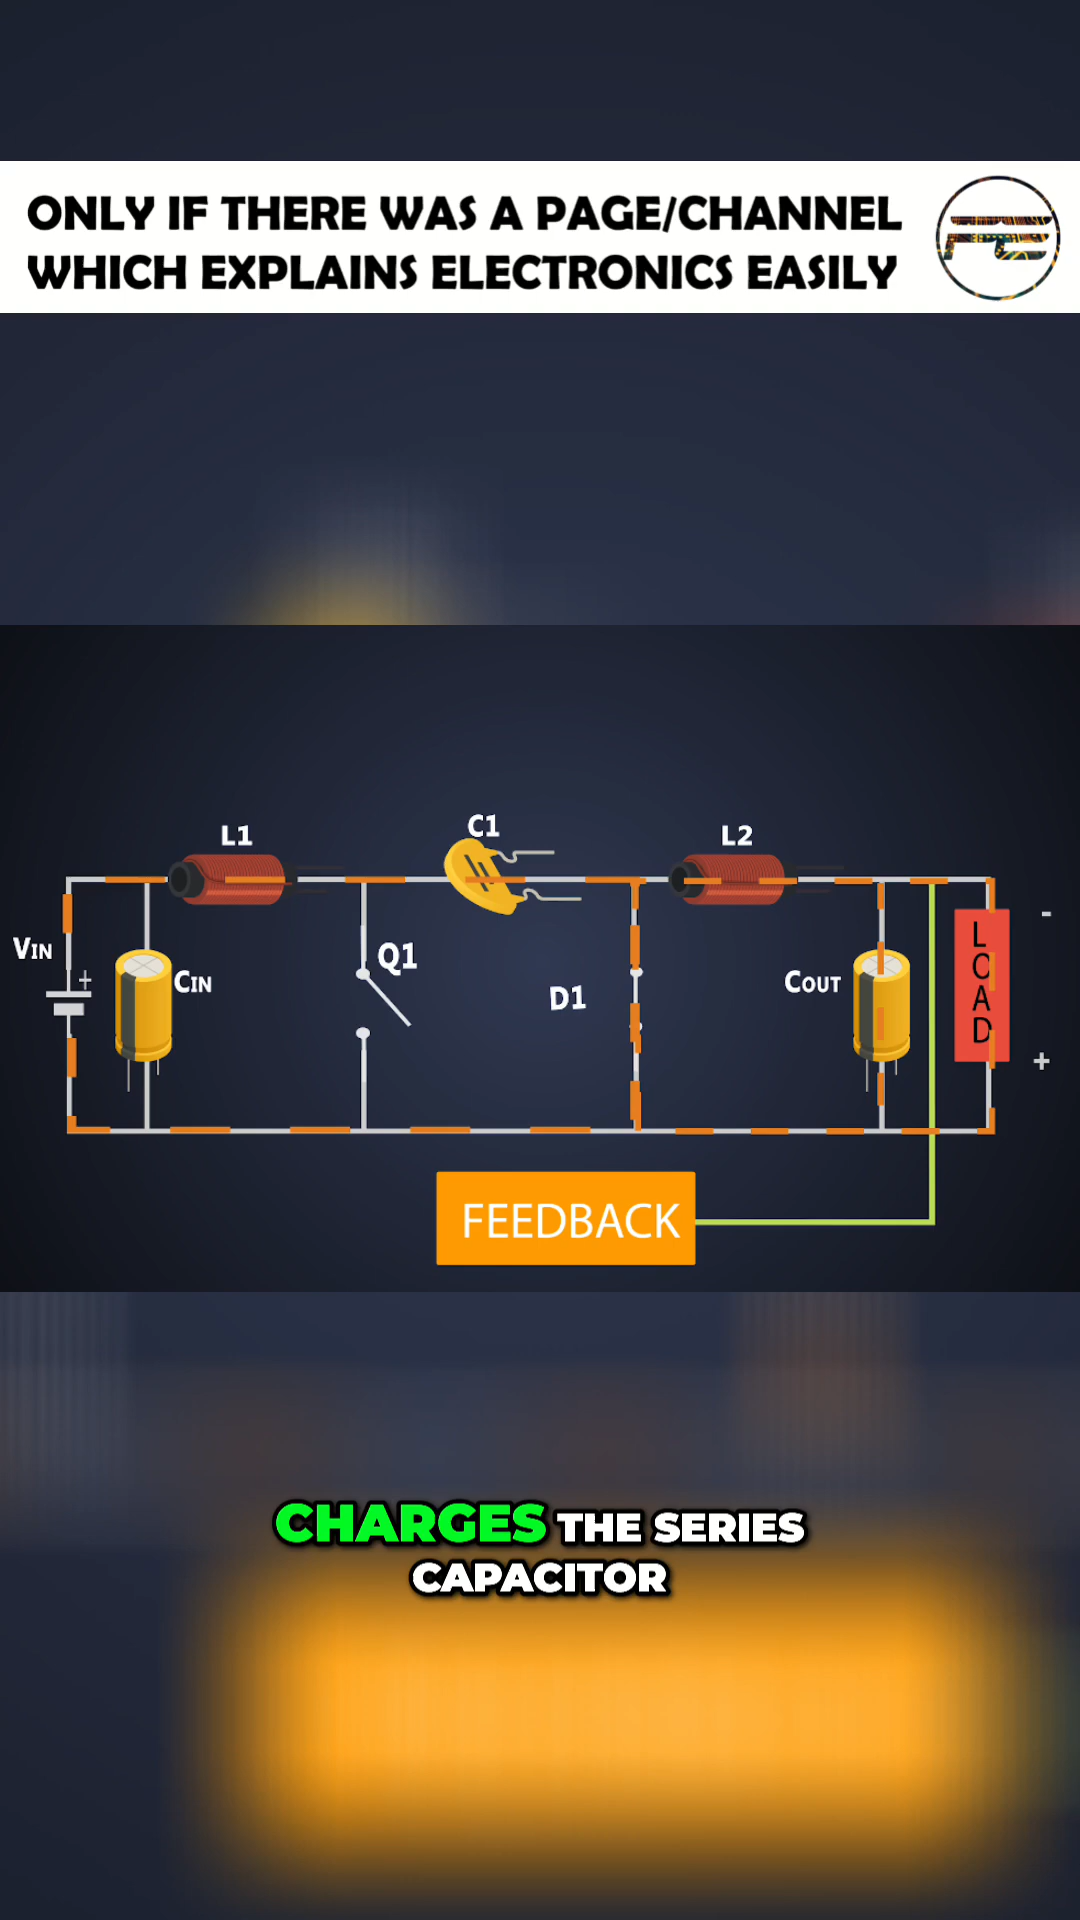 ONLY IF THERE WAS A PAGE/CHANNEL
WHICH EXPLAINS ELECTRONICS EASILY
L1
C1
L2
VIN
+
CIN
Q1
D1
COUT
LOAD
-
+
FEEDBACK
CHARGES THE SERIES
CAPACITOR